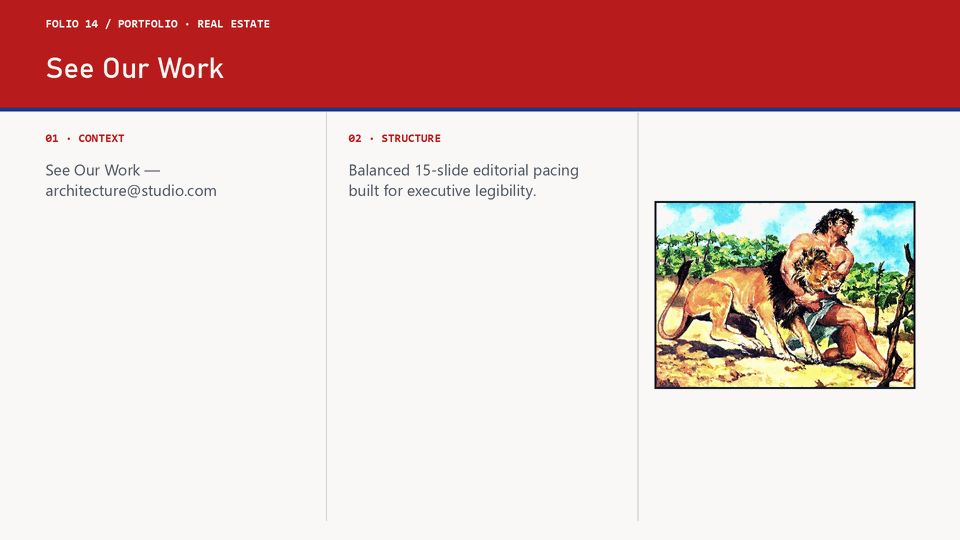 FOLIO 14 / PORTFOLIO · REAL ESTATE
See Our Work
01 · CONTEXT
See Our Work —
architecture@studio.com
02 · STRUCTURE
Balanced 15-slide editorial pacing
built for executive legibility.